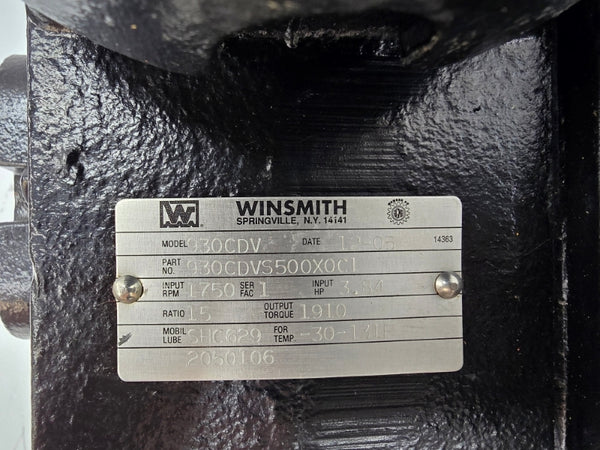 W WINSMITH
SPRINGVILLE, N.Y. 14141
MODEL 930CDV DATE 14363
PART NO. 930CDVS500X0C1
INPUT RPM 1750 SER FAC 1 INPUT HP 3.84
RATIO 15 OUTPUT TORQUE 1910
MOBIL LUBE SHC629 FOR TEMP. -30-131F
2050106